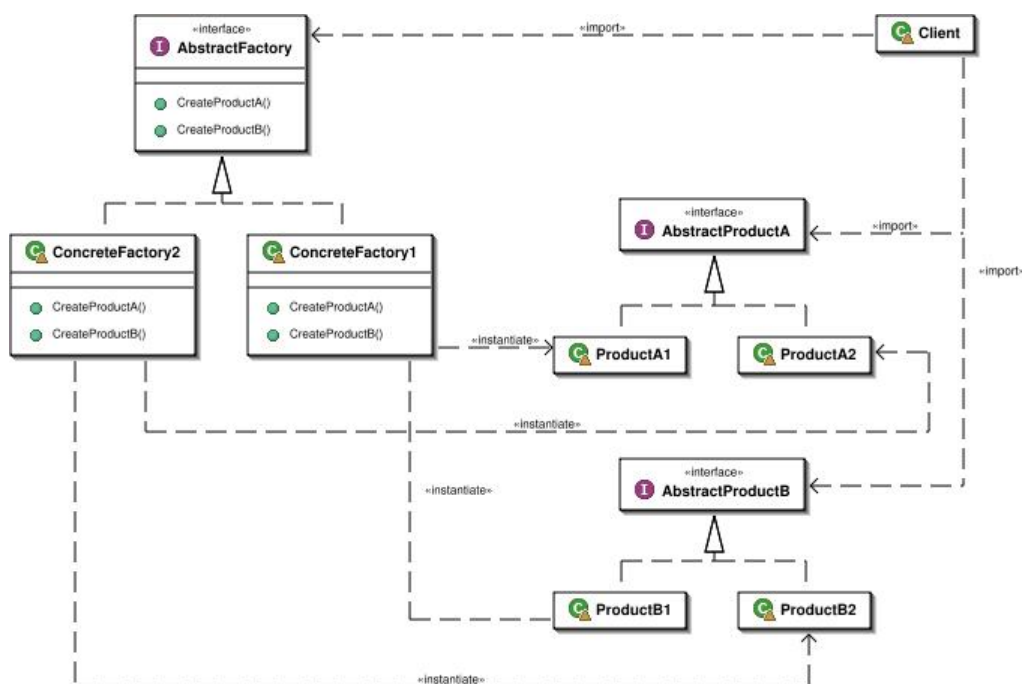 «interface»
AbstractFactory
CreateProductA()
CreateProductB()
«import»
Client
ConcreteFactory2
CreateProductA()
CreateProductB()
ConcreteFactory1
CreateProductA()
CreateProductB()
«interface»
AbstractProductA
«import»
«import»
«instantiate»
ProductA1
ProductA2
«instantiate»
«interface»
AbstractProductB
«instantiate»
ProductB1
ProductB2
«instantiate»